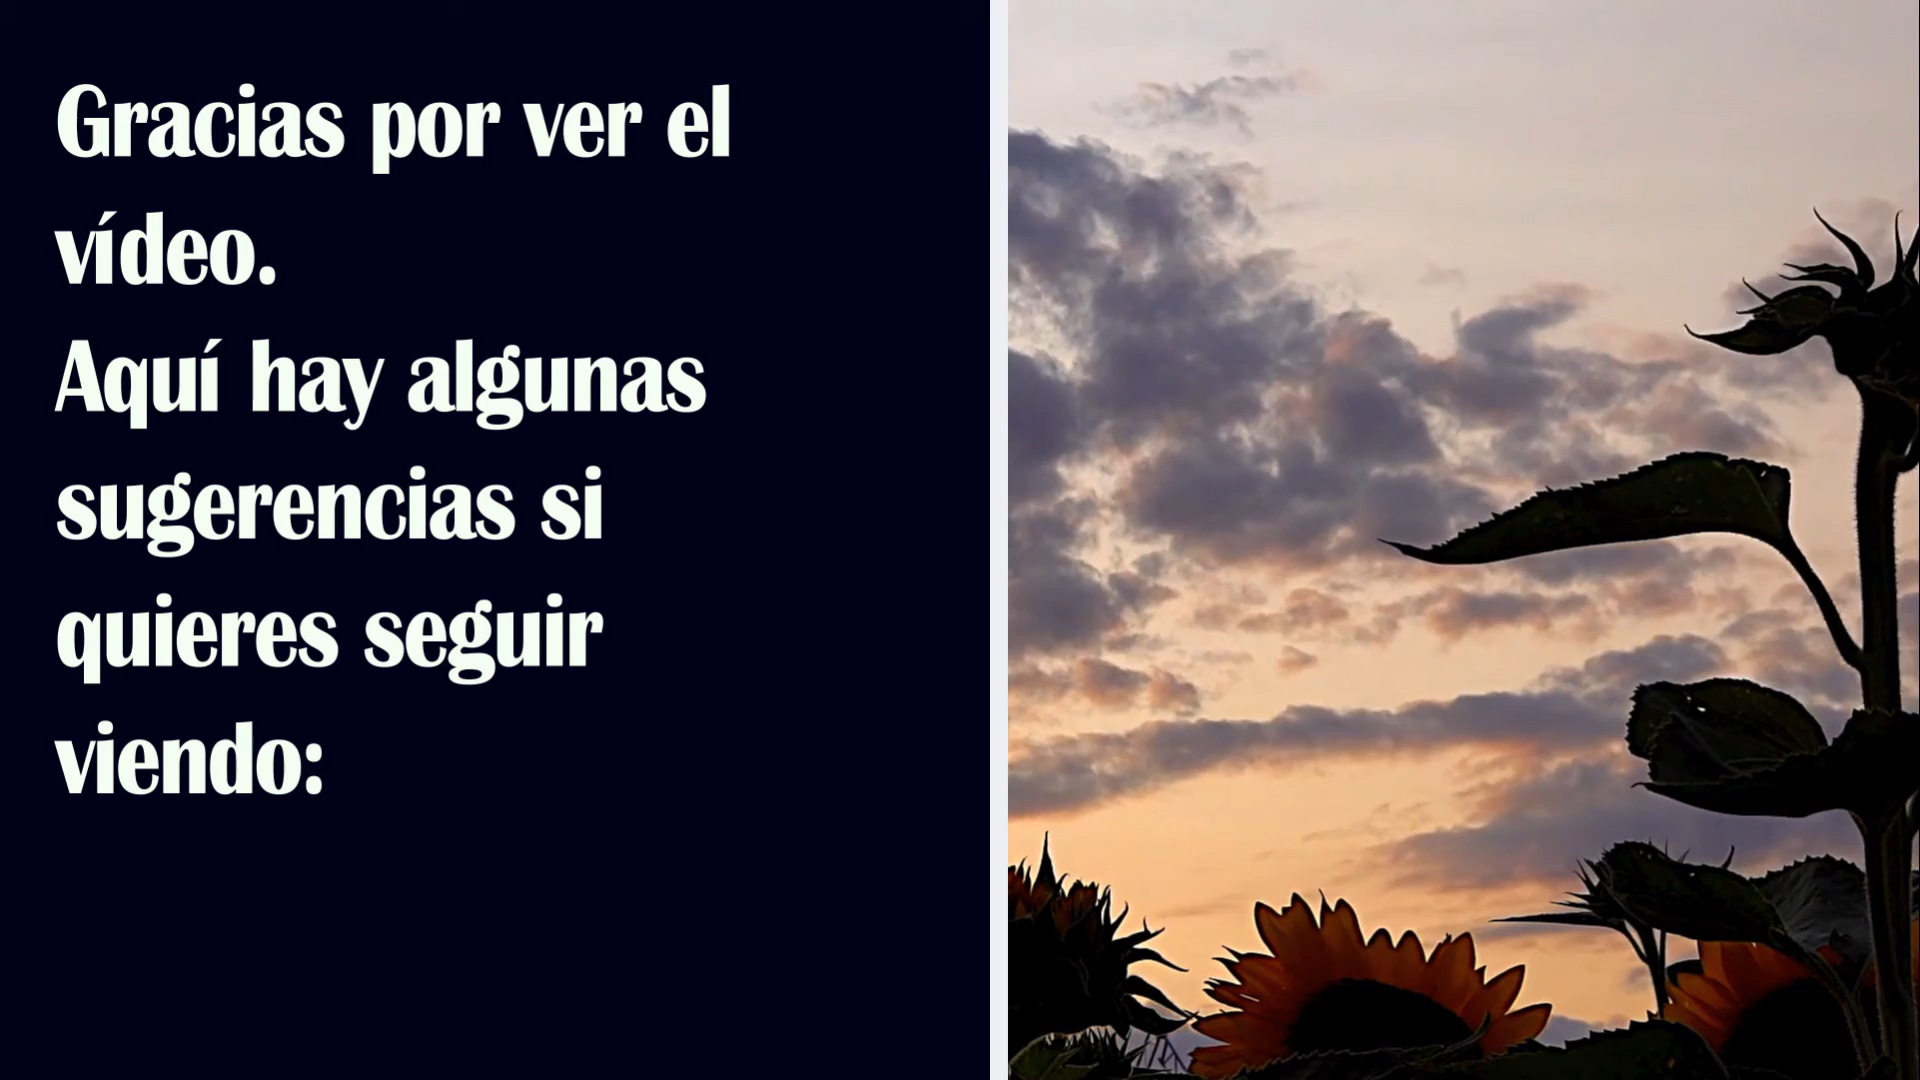 Gracias por ver el
vídeo.
Aquí hay algunas
sugerencias si
quieres seguir
viendo: